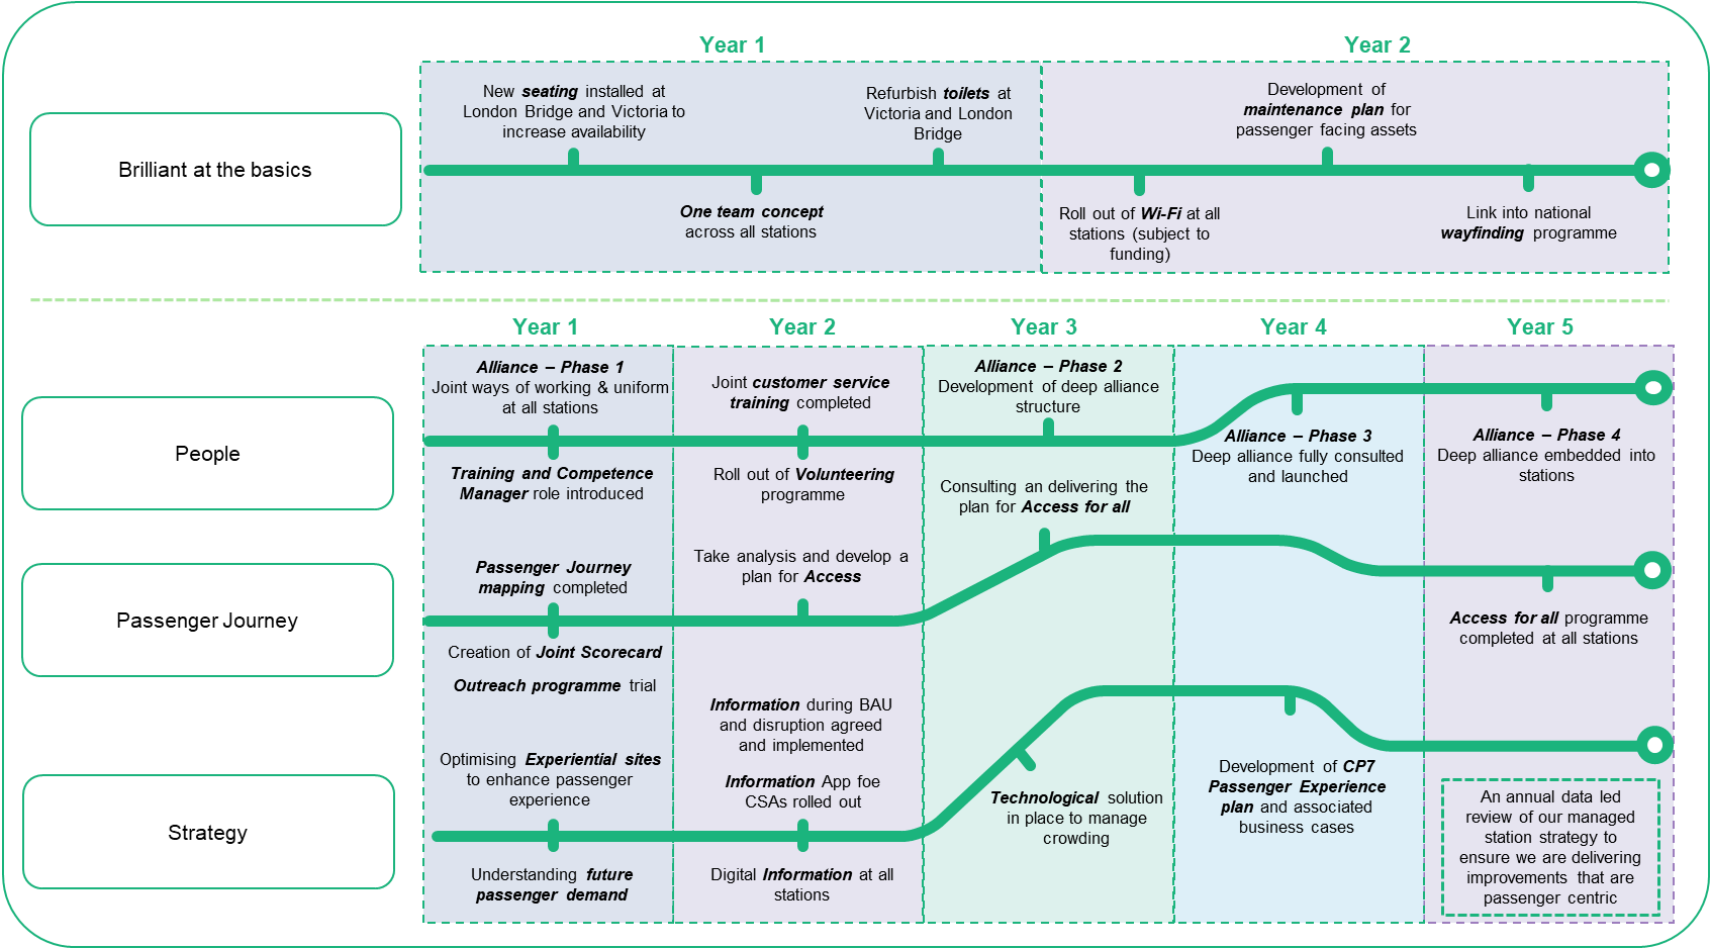 Year 1
Year 2
Brilliant at the basics
New seating installed at
London Bridge and Victoria to
increase availability
Refurbish toilets at
Victoria and London
Bridge
Development of
maintenance plan for
passenger facing assets
One team concept
across all stations
Roll out of Wi-Fi at all
stations (subject to
funding)
Link into national
wayfinding programme
Year 1
Year 2
Year 3
Year 4
Year 5
People
Alliance – Phase 1
Joint ways of working & uniform
at all stations
Joint customer service
training completed
Alliance – Phase 2
Development of deep alliance
structure
Training and Competence
Manager role introduced
Roll out of Volunteering
programme
Alliance – Phase 3
Deep alliance fully consulted
and launched
Alliance – Phase 4
Deep alliance embedded into
stations
Passenger Journey
Passenger Journey
mapping completed
Take analysis and develop a
plan for Access
Consulting an delivering the
plan for Access for all
Creation of Joint Scorecard
Outreach programme trial
Access for all programme
completed at all stations
Strategy
Optimising Experiential sites
to enhance passenger
experience
Information during BAU
and disruption agreed
and implemented
Information App foe
CSAs rolled out
Understanding future
passenger demand
Digital Information at all
stations
Technological solution
in place to manage
crowding
Development of CP7
Passenger Experience
plan and associated
business cases
An annual data led
review of our managed
station strategy to
ensure we are delivering
improvements that are
passenger centric